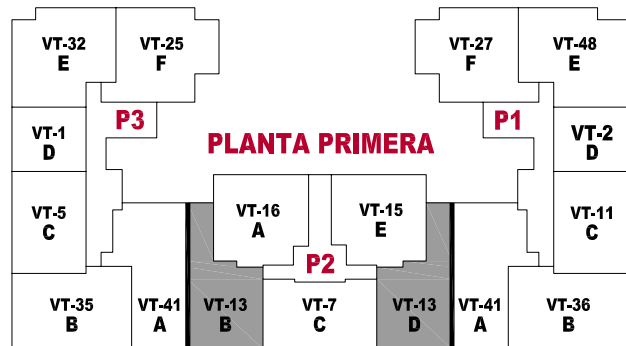 VT-32
E
VT-25
F
VT-27
F
VT-48
E
P3
P1
VT-1
D
VT-2
D
PLANTA PRIMERA
VT-5
C
VT-16
A
VT-15
E
VT-11
C
P2
VT-35
B
VT-41
A
VT-13
B
VT-7
C
VT-13
D
VT-41
A
VT-36
B